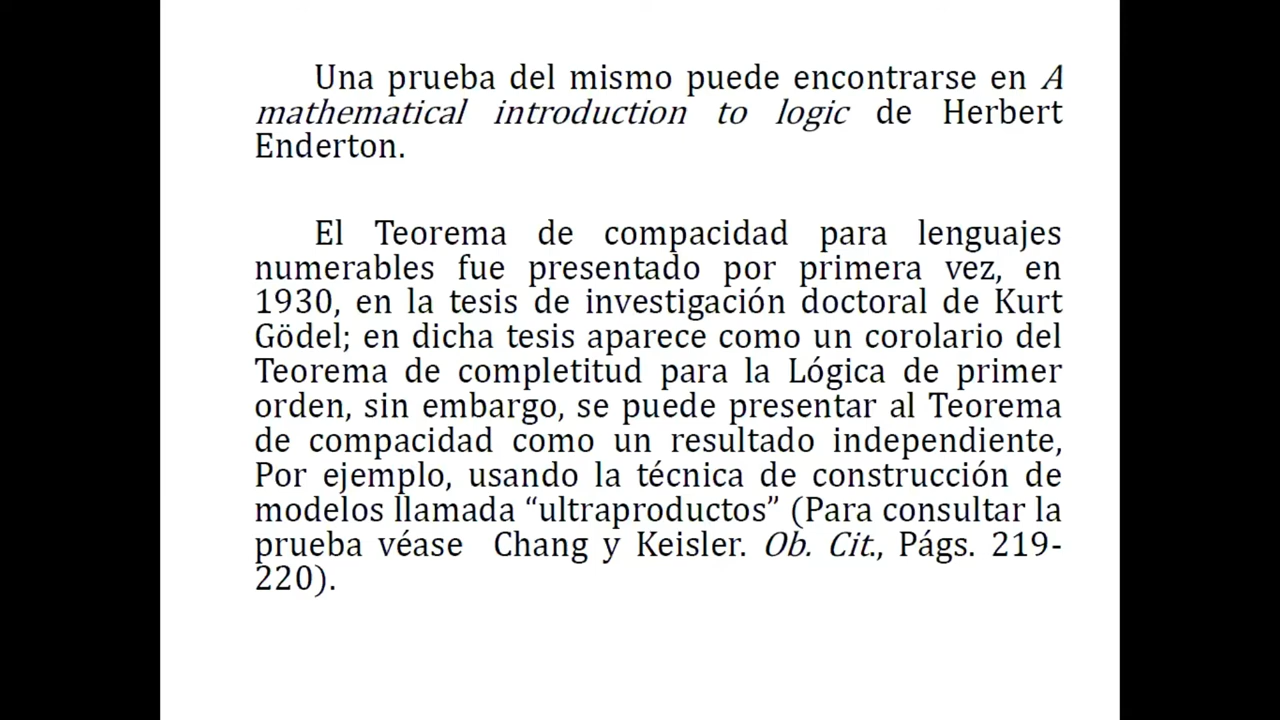 Una prueba del mismo puede encontrarse en A
mathematical introduction to logic de Herbert
Enderton.
El Teorema de compacidad para lenguajes
numerables fue presentado por primera vez, en
1930, en la tesis de investigación doctoral de Kurt
Gödel; en dicha tesis aparece como un corolario del
Teorema de completitud para la Lógica de primer
orden, sin embargo, se puede presentar al Teorema
de compacidad como un resultado independiente,
Por ejemplo, usando la técnica de construcción de
modelos llamada “ultraproductos” (Para consultar la
prueba véase Chang y Keisler. Ob. Cit., Págs. 219-
220).